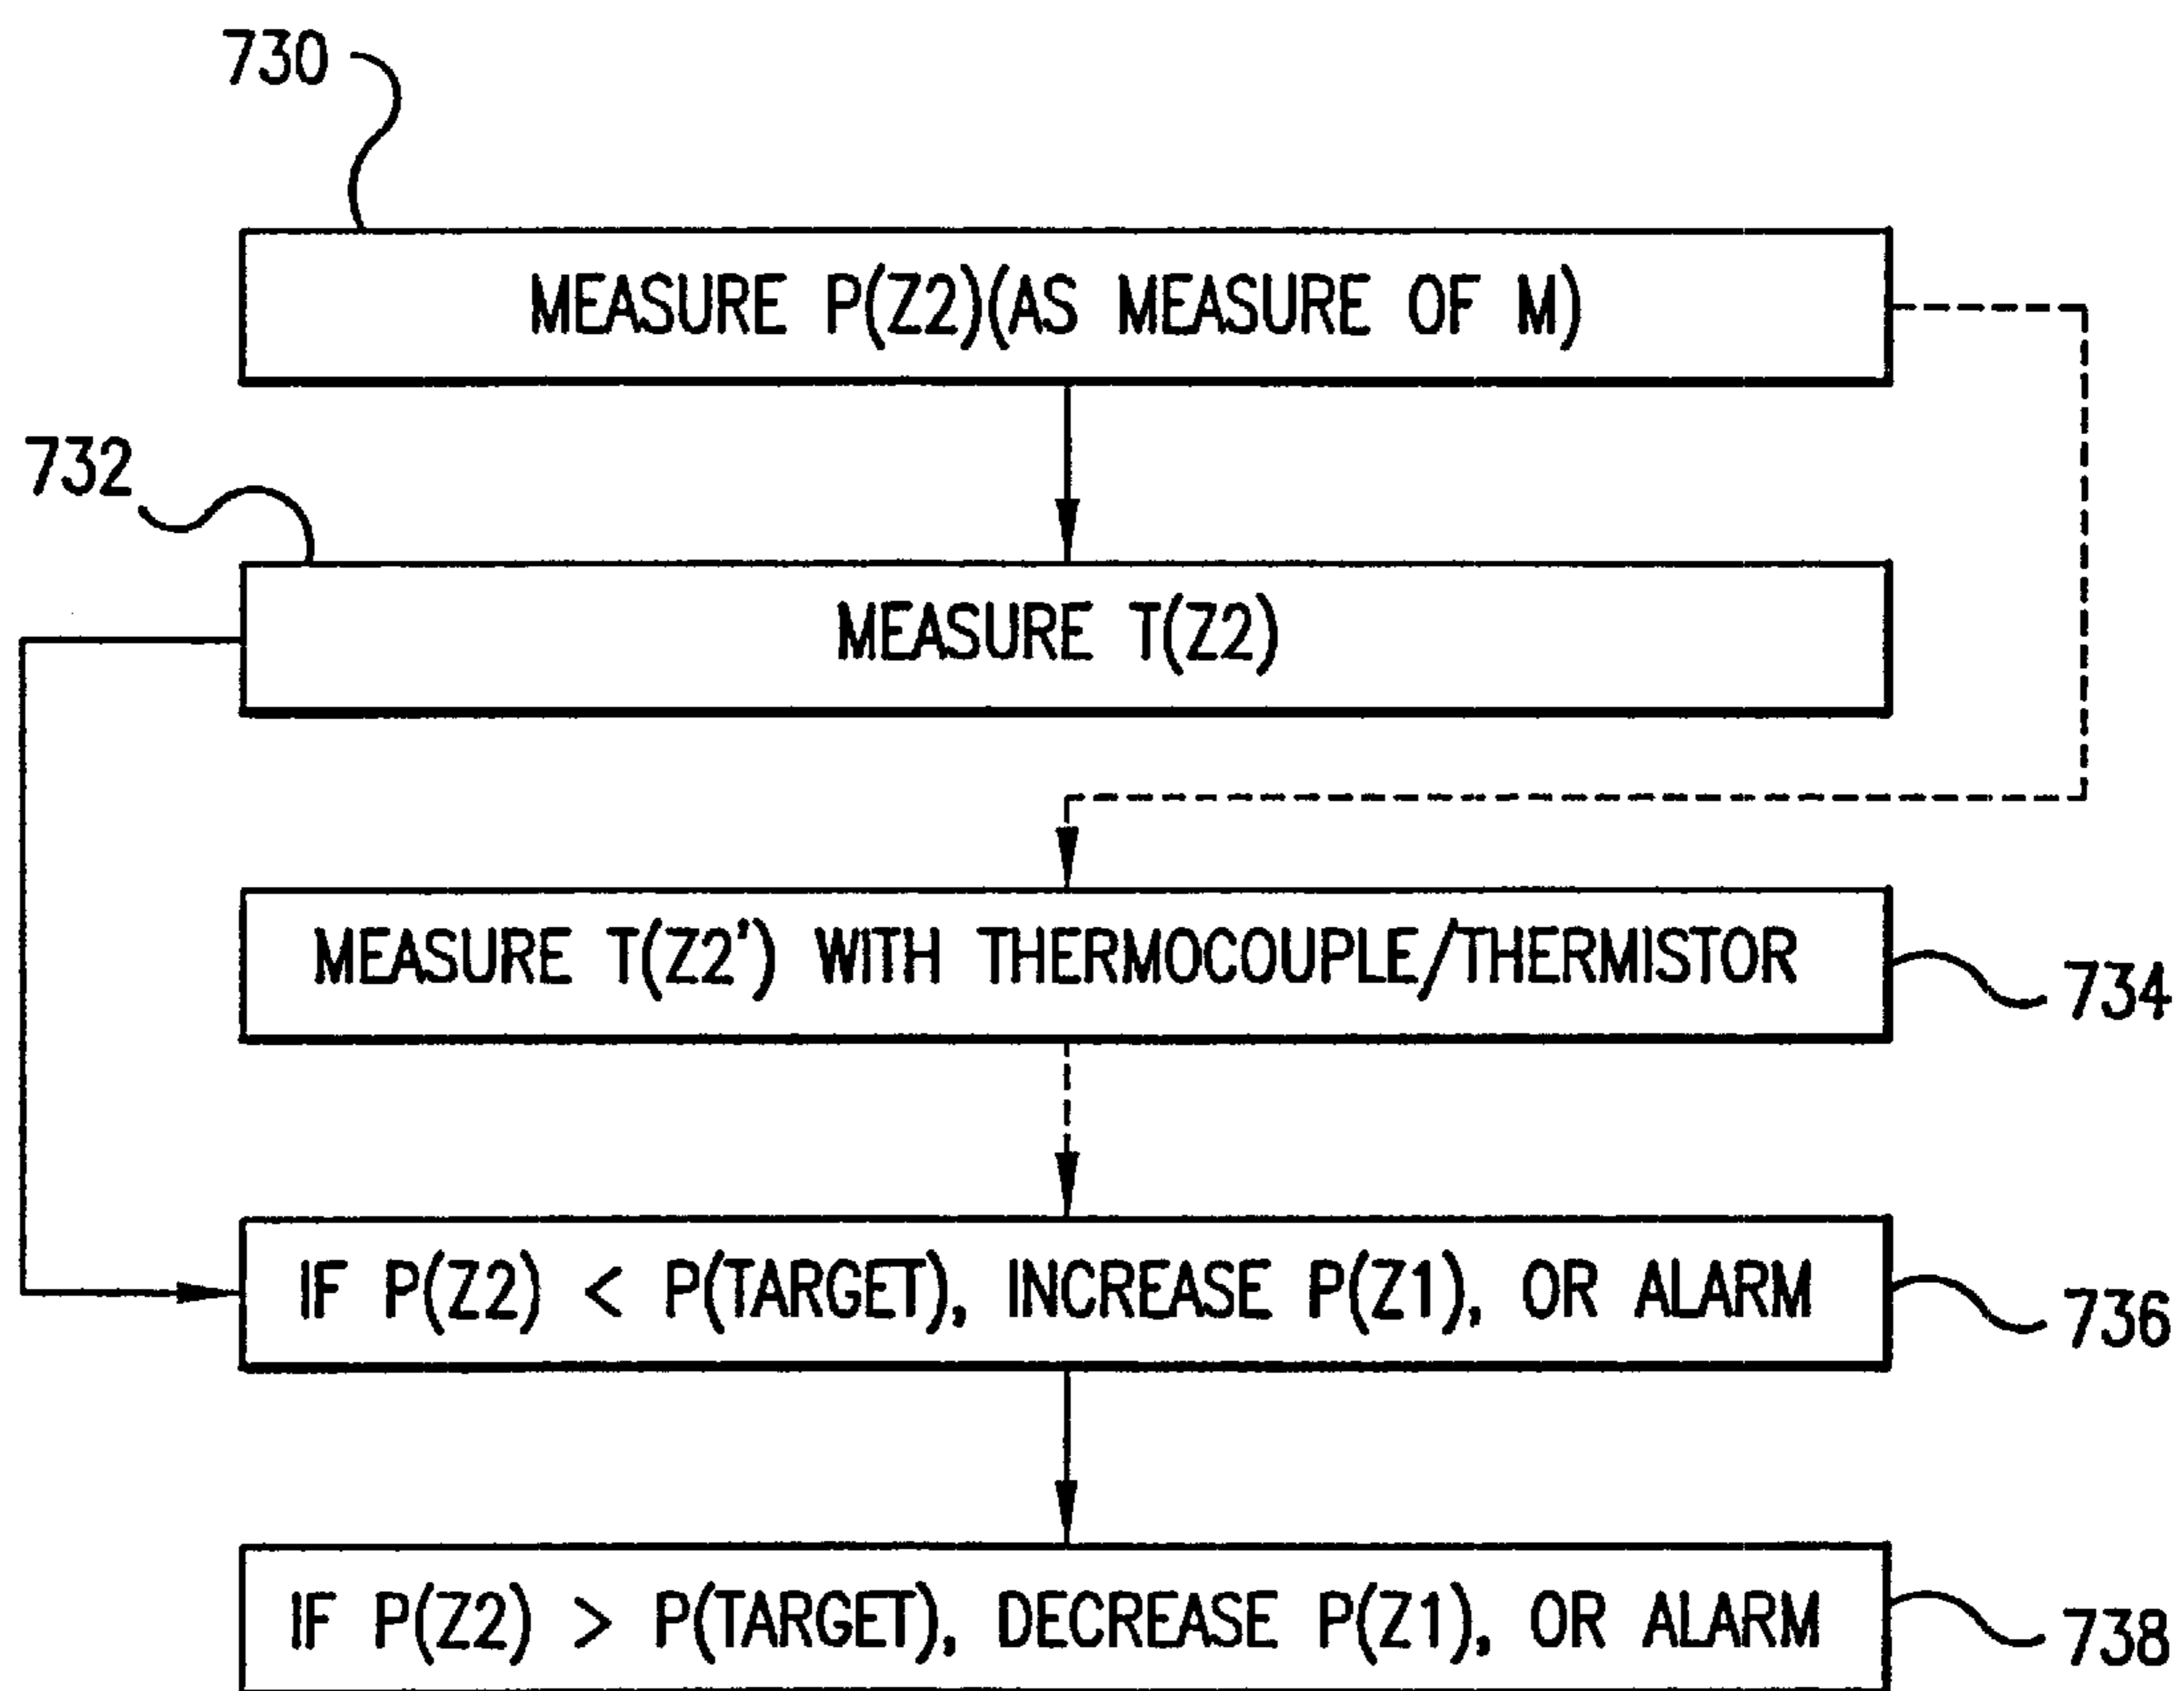 730
MEASURE P(Z2)(AS MEASURE OF M)
732
MEASURE T(Z2)
MEASURE T(Z2') WITH THERMOCOUPLE/THERMISTOR
734
IF P(Z2) < P(TARGET), INCREASE P(Z1), OR ALARM
736
IF P(Z2) > P(TARGET), DECREASE P(Z1), OR ALARM
738